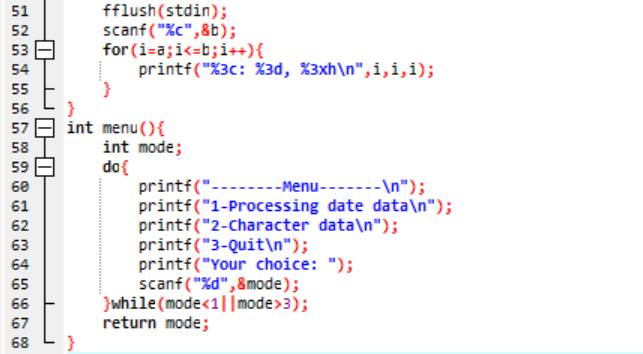 51 fflush(stdin);
52 scanf("%c",&b);
53 for(i=a;i<=b;i++){
54 printf("%3c: %3d, %3xh\n",i,i,i);
55 }
56 }
57 int menu(){
58 int mode;
59 do{
60 printf("--------Menu-------\n");
61 printf("1-Processing date data\n");
62 printf("2-Character data\n");
63 printf("3-Quit\n");
64 printf("Your choice: ");
65 scanf("%d",&mode);
66 }while(mode<1||mode>3);
67 return mode;
68 }